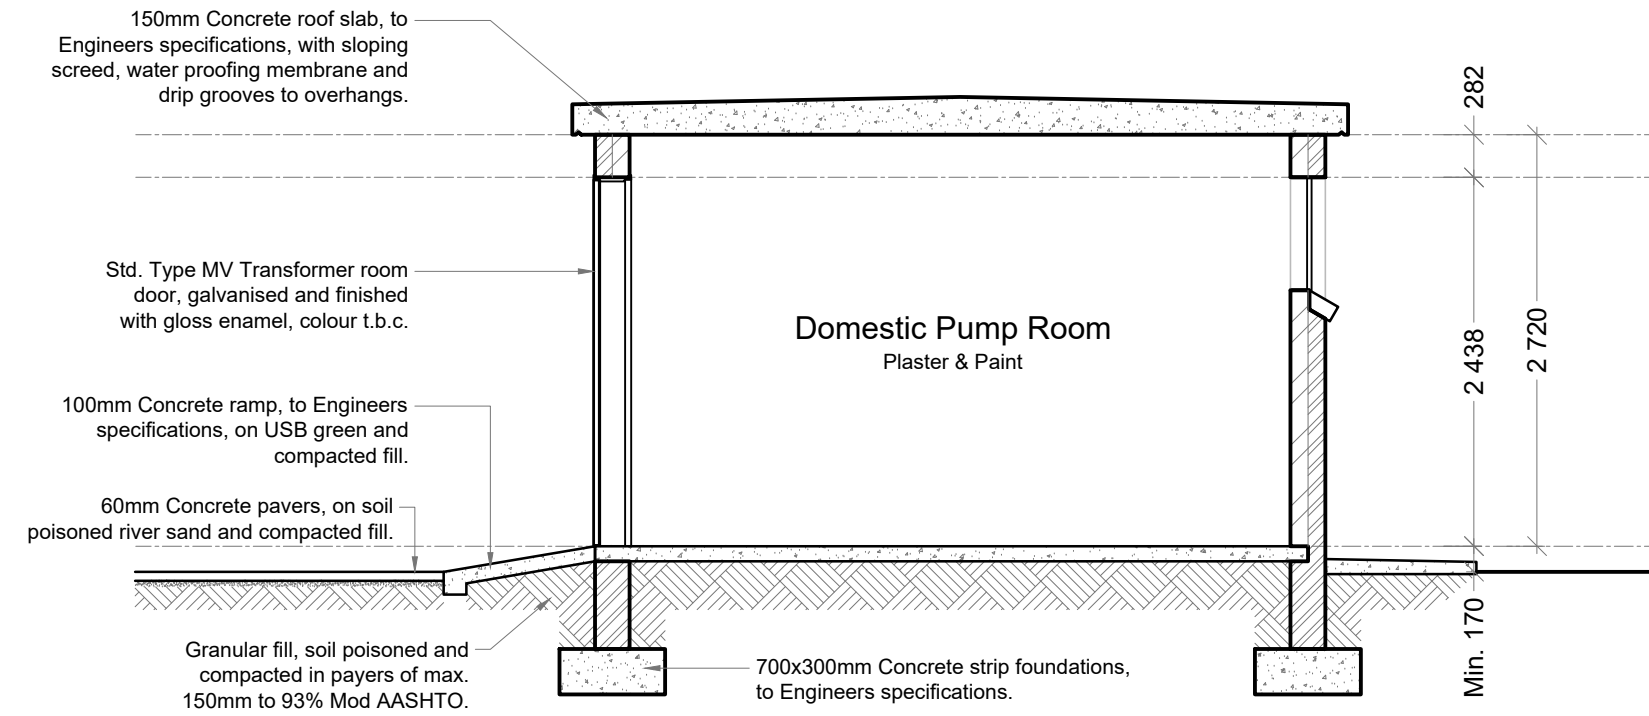 150mm Concrete roof slab, to
Engineers specifications, with sloping
screed, water proofing membrane and
drip grooves to overhangs.
282
Std. Type MV Transformer room
door, galvanised and finished
with gloss enamel, colour t.b.c.
Domestic Pump Room
Plaster & Paint
2 438
2 720
100mm Concrete ramp, to Engineers
specifications, on USB green and
compacted fill.
60mm Concrete pavers, on soil
poisoned river sand and compacted fill.
Granular fill, soil poisoned and
compacted in payers of max.
150mm to 93% Mod AASHTO.
700x300mm Concrete strip foundations,
to Engineers specifications.
Min. 170